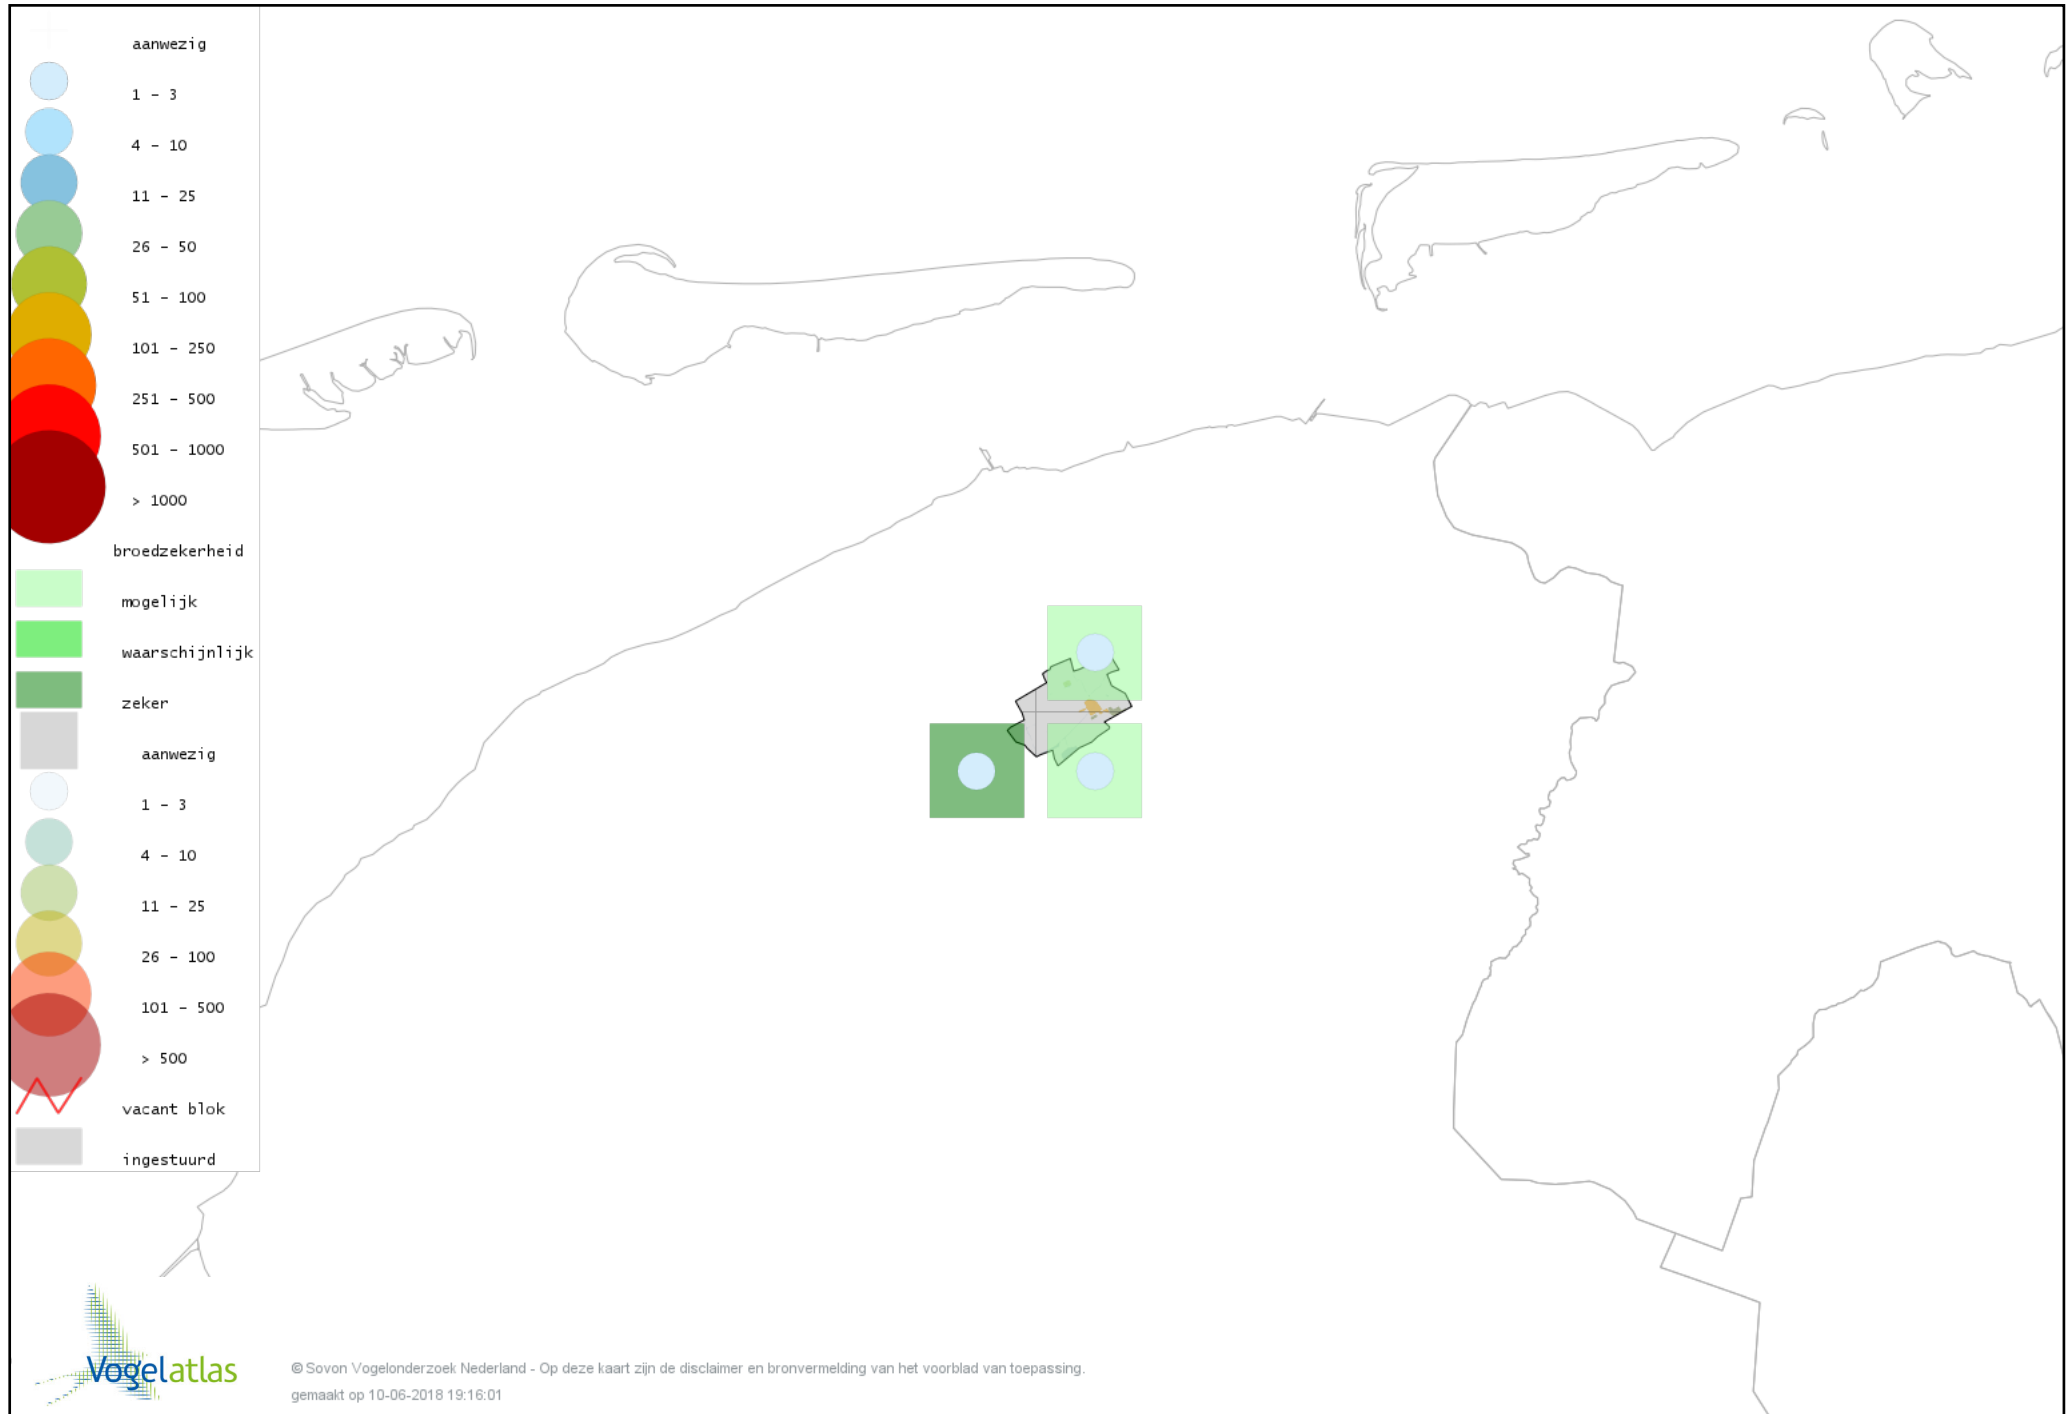 aanwezig
1 - 3
4 - 10
11 - 25
26 - 50
51 - 100
101 - 250
251 - 500
501 - 1000
> 1000
broedzekerheid
mogelijk
waarschijnlijk
zeker
aanwezig
1 - 3
4 - 10
11 - 25
26 - 100
101 - 500
> 500
vacant blok
ingestuurd
Vogelatlas
© Sovon Vogelonderzoek Nederland - Op deze kaart zijn de disclaimer en bronvermelding van het voorblad van toepassing.
gemaakt op 10-06-2018 19:16:01